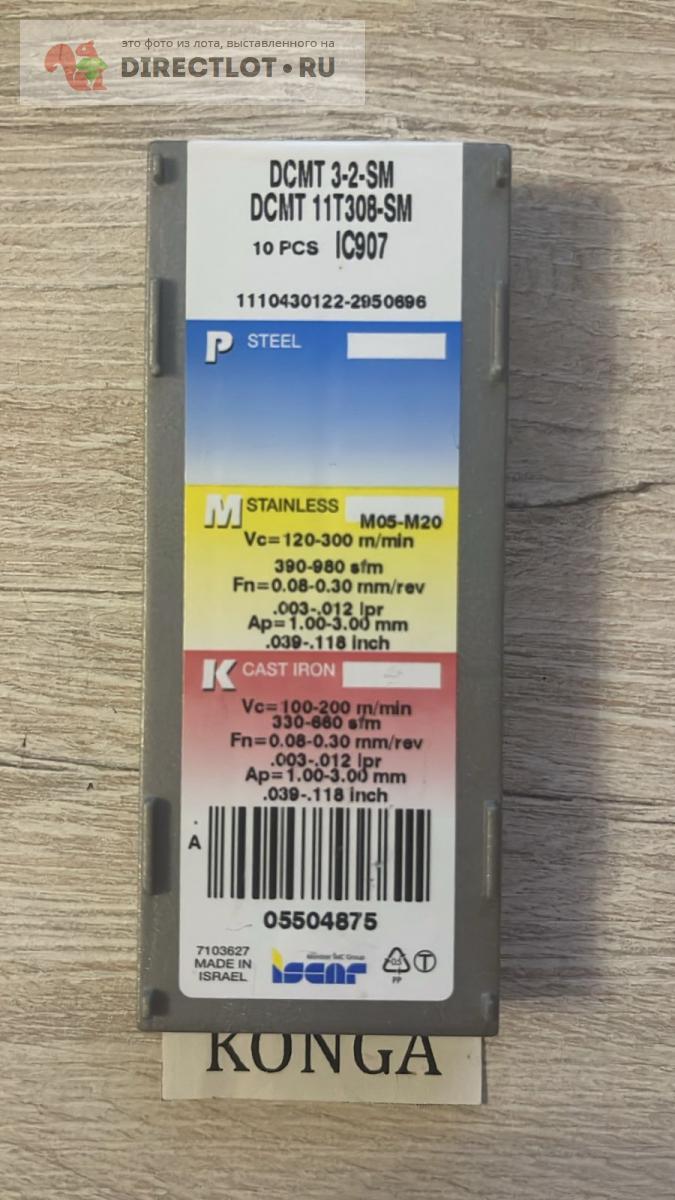 это фото из лота, выставленного на
DIRECTLOT•RU
DCMT 3-2-SM
DCMT 11T308-SM
10 PCS IC907
1110430122-2950696
P STEEL
M STAINLESS
M05-M20
Vc=120-300 m/min
390-980 sfm
Fn=0.08-0.30 mm/rev
.003-.012 ipr
Ap=1.00-3.00 mm
.039-.118 inch
K CAST IRON
Vc=100-200 m/min
330-660 sfm
Fn=0.08-0.30 mm/rev
.003-.012 ipr
Ap=1.00-3.00 mm
.039-.118 inch
A
05504875
7103627
MADE IN
ISRAEL
Member IMC Group
iscar
05
PP
T
KONGA